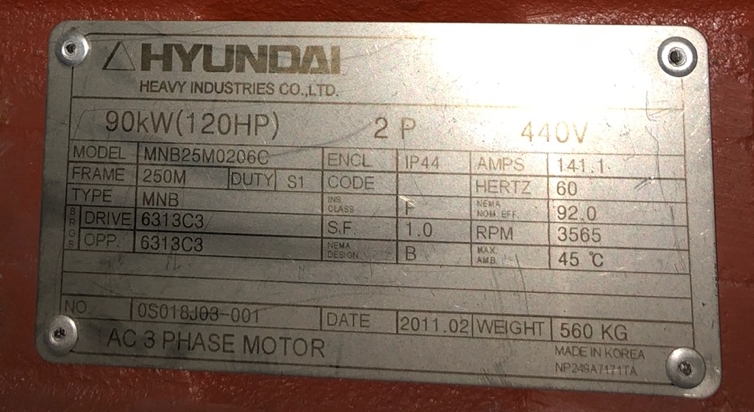 HYUNDAI
HEAVY INDUSTRIES CO.,LTD.
90kW(120HP) 2 P 440V
MODEL MNB25M0206C ENCL IP44 AMPS 141.1
FRAME 250M DUTY S1 CODE HERTZ 60
TYPE MNB INS. CLASS F NEMA NOM. EFF. 92.0
BRGS DRIVE 6313C3 S.F. 1.0 RPM 3565
OPP. 6313C3 NEMA DESIGN B MAX. AMB. 45 ℃
NO. 0S018J03-001 DATE 2011.02 WEIGHT 560 KG
AC 3 PHASE MOTOR
MADE IN KOREA
NP249A7171TA